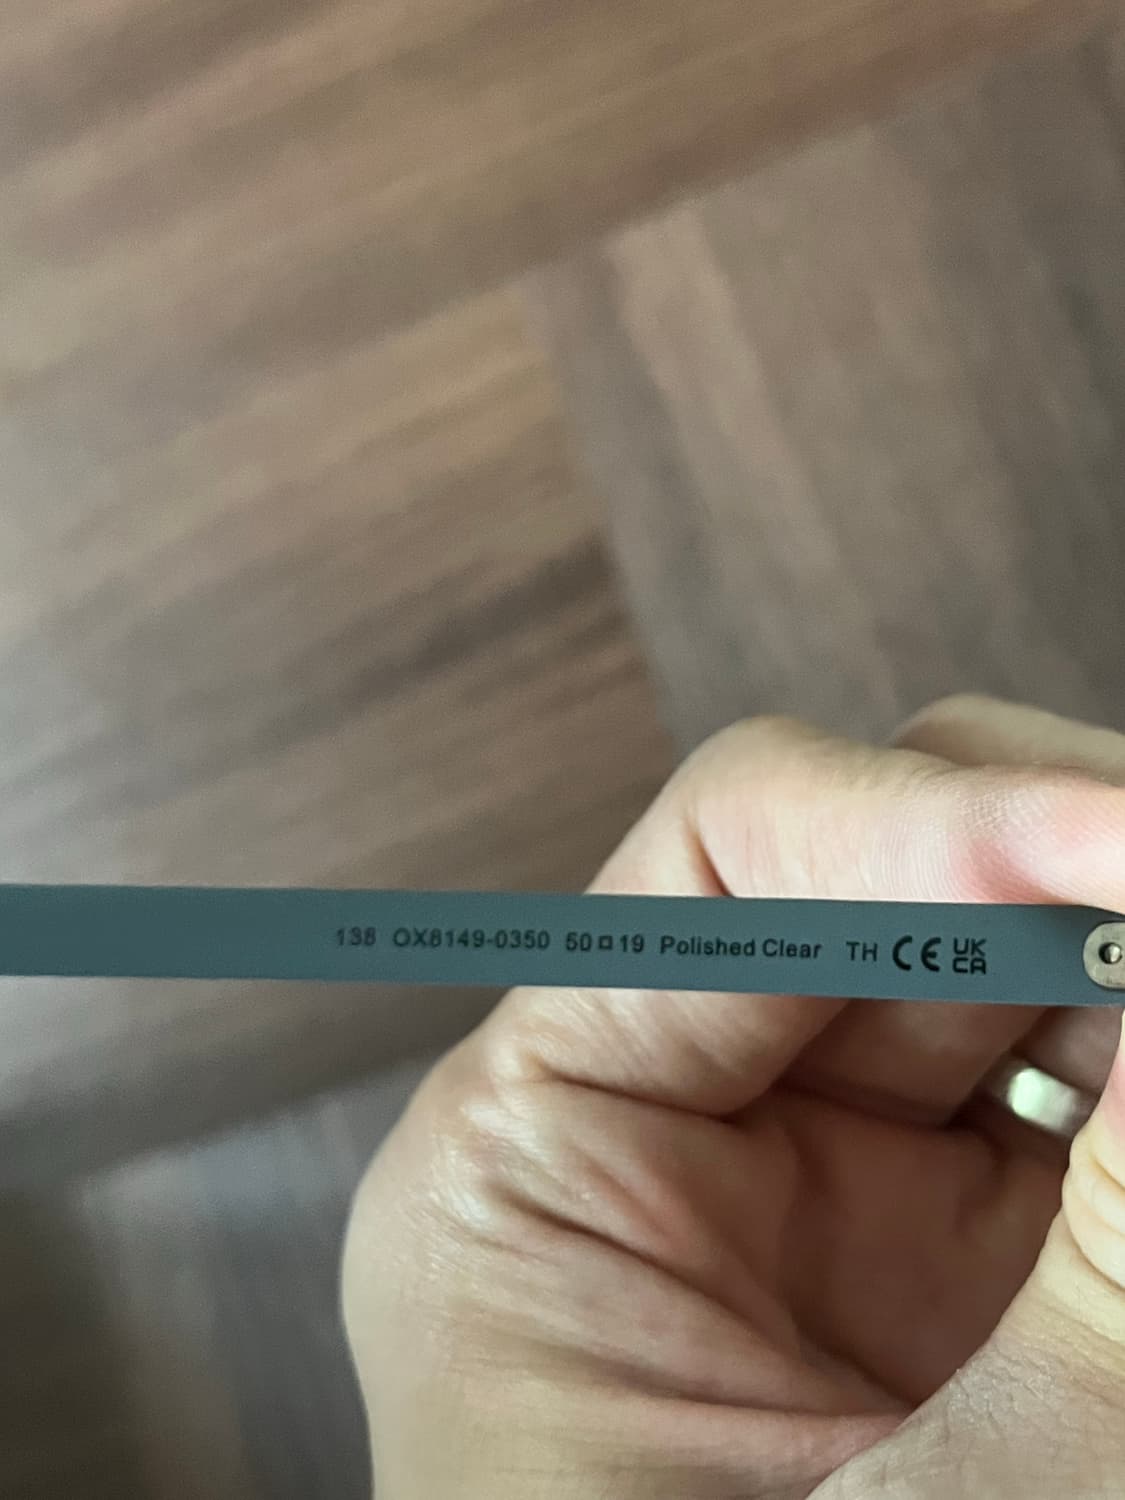 138 OX8149-0350 50□19 Polished Clear TH CE UK CA